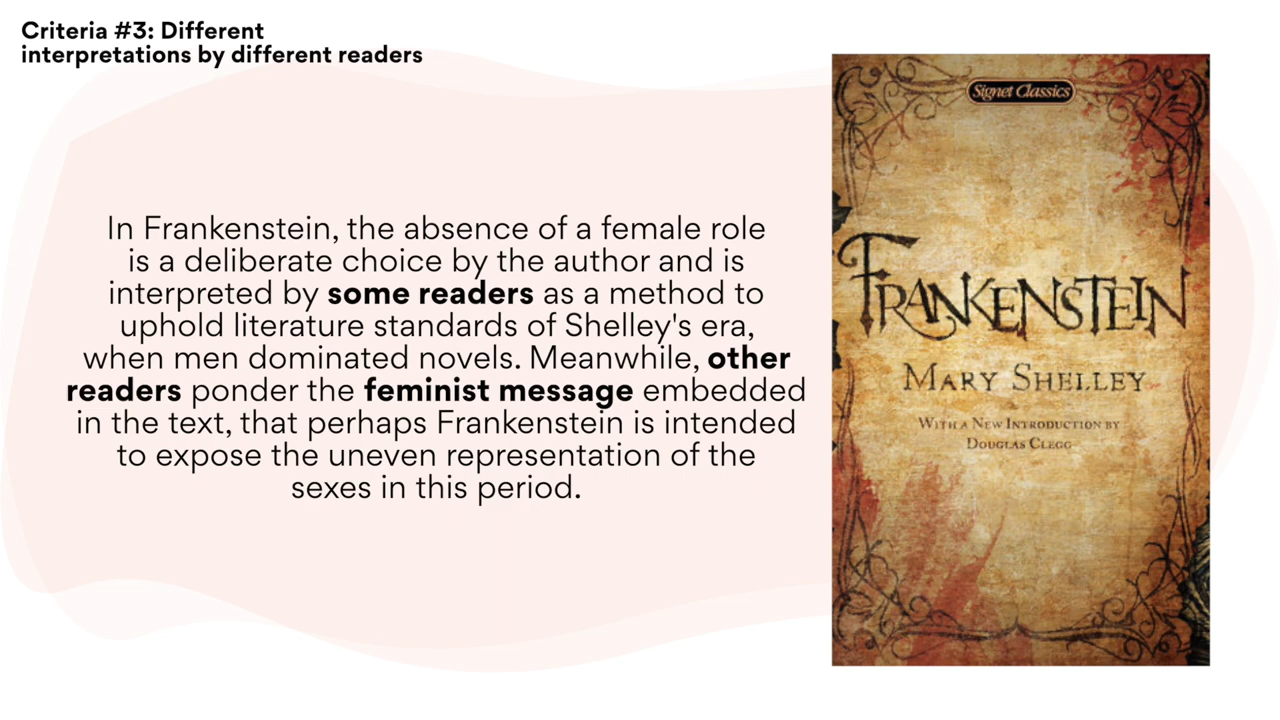 Criteria #3: Different
interpretations by different readers
In Frankenstein, the absence of a female role
is a deliberate choice by the author and is
interpreted by some readers as a method to
uphold literature standards of Shelley's era,
when men dominated novels. Meanwhile, other
readers ponder the feminist message embedded
in the text, that perhaps Frankenstein is intended
to expose the uneven representation of the
sexes in this period.
Signet Classics
FRANKENSTEIN
MARY SHELLEY
WITH A NEW INTRODUCTION BY
DOUGLAS CLEGG